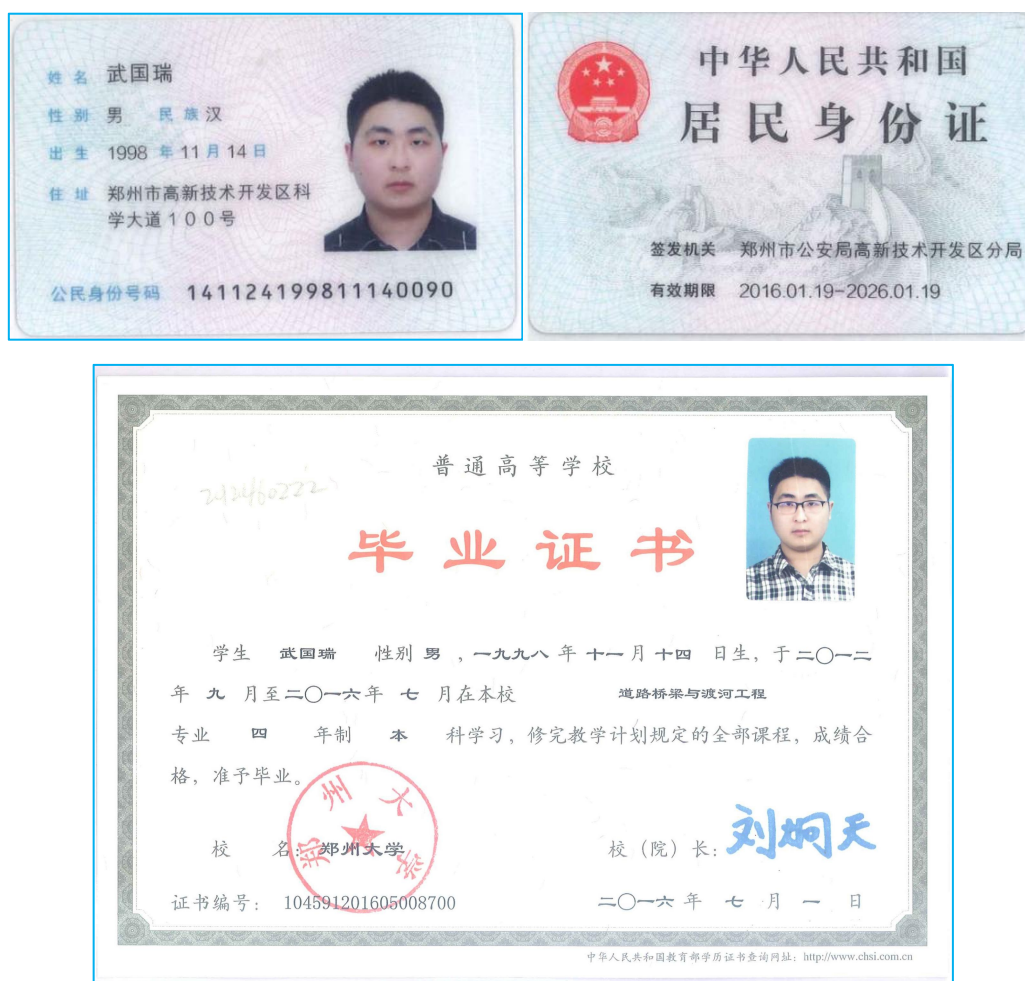 姓名 武国瑞
性别 男 民族 汉
出生 1998 年 11 月 14 日
住址 郑州市高新技术开发区科
学大道100号
公民身份号码 141124199811140090
中华人民共和国
居民身份证
签发机关 郑州市公安局高新技术开发区分局
有效期限 2016.01.19-2026.01.19
普通高等学校
毕业证书
学生 武国瑞 性别 男 ,一九九八 年 十一 月 十四 日生, 于 二〇一二
年 九 月至 二〇一六 年 七 月在本校 道路桥梁与渡河工程
专业 四 年制 本 科学习, 修完教学计划规定的全部课程, 成绩合
格, 准予毕业。
郑州大学
校 名: 郑州大学 校 (院) 长: 刘炯天
证书编号: 104591201605008700 二〇一六 年 七 月 一 日
中华人民共和国教育部学历证书查询网址: http://www.chsi.com.cn